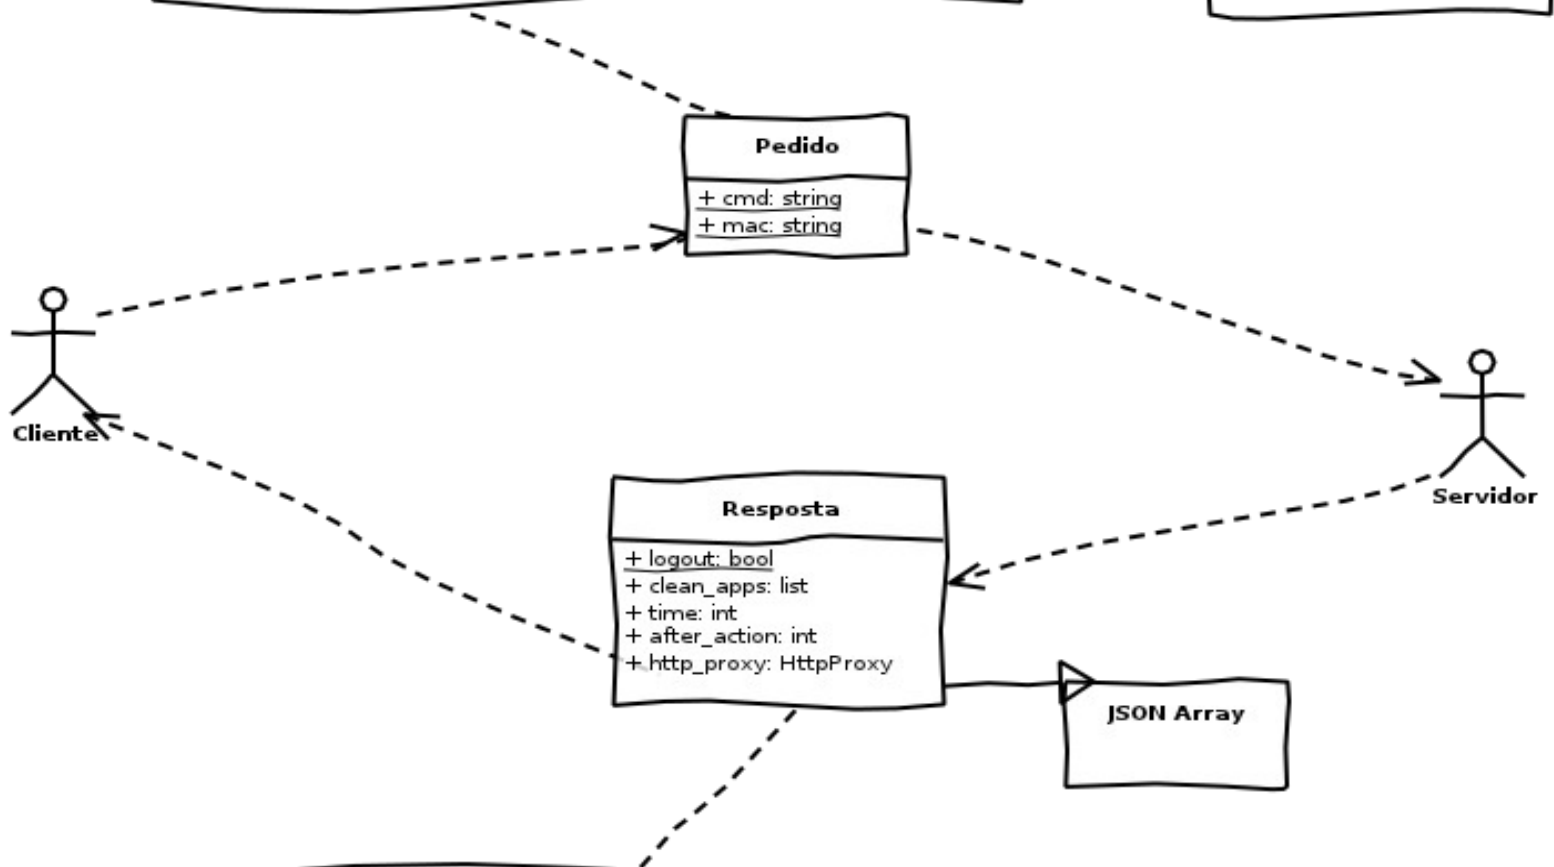 Pedido
+ cmd: string
+ mac: string
Cliente
Servidor
Resposta
+ logout: bool
+ clean_apps: list
+ time: int
+ after_action: int
+ http_proxy: HttpProxy
JSON Array